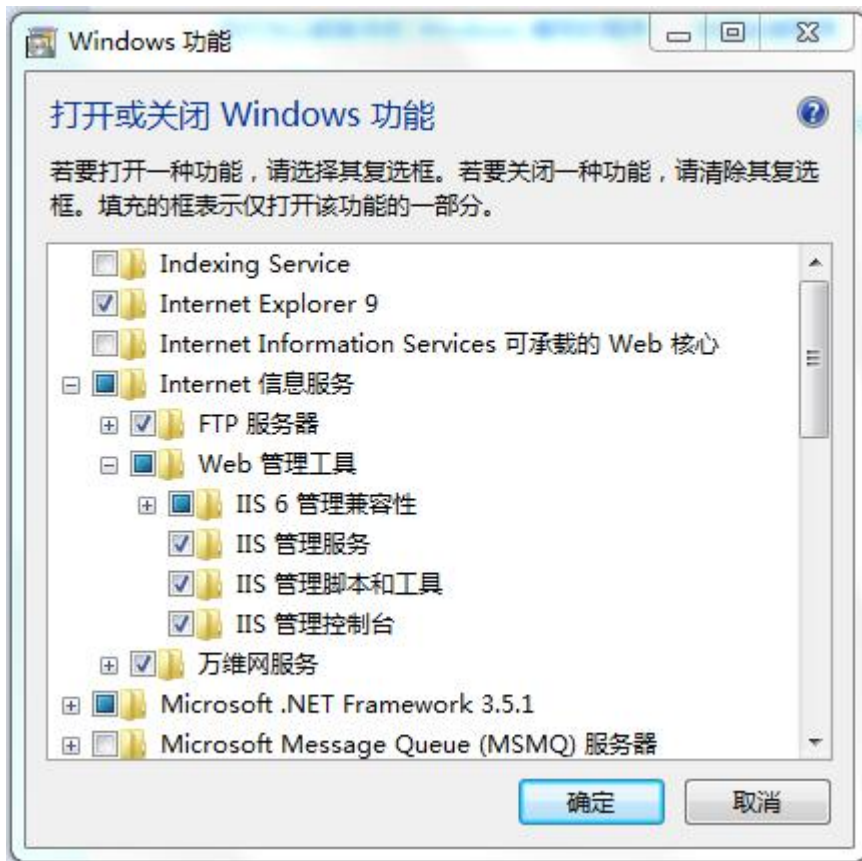 Windows 功能
打开或关闭 Windows 功能
若要打开一种功能，请选择其复选框。若要关闭一种功能，请清除其复选
框。填充的框表示仅打开该功能的一部分。
Indexing Service
Internet Explorer 9
Internet Information Services 可承载的 Web 核心
Internet 信息服务
FTP 服务器
Web 管理工具
IIS 6 管理兼容性
IIS 管理服务
IIS 管理脚本和工具
IIS 管理控制台
万维网服务
Microsoft .NET Framework 3.5.1
Microsoft Message Queue (MSMQ) 服务器
确定 取消